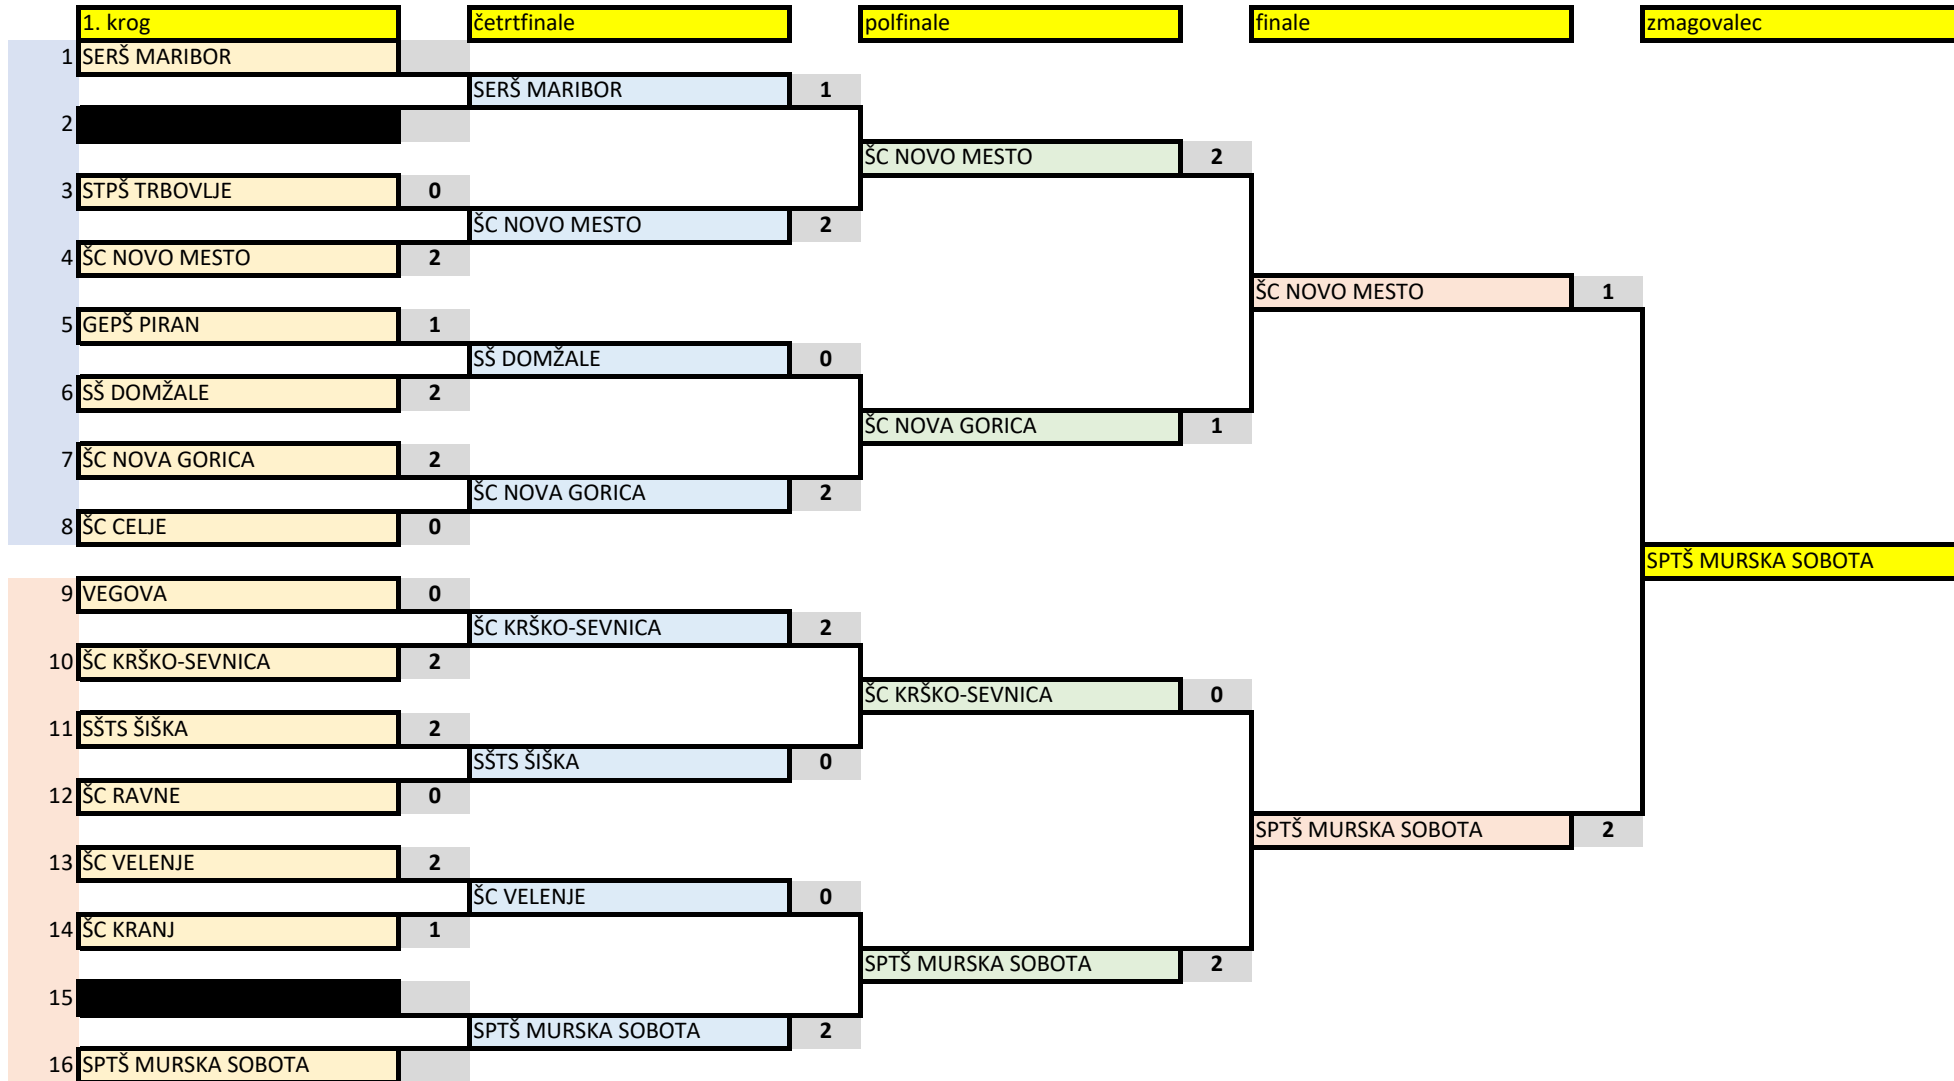 1. krog četrtfinale polfinale finale zmagovalec
1 SERŠ MARIBOR
SERŠ MARIBOR 1
2
ŠC NOVO MESTO 2
3 STPŠ TRBOVLJE 0
ŠC NOVO MESTO 2
4 ŠC NOVO MESTO 2
ŠC NOVO MESTO 1
5 GEPŠ PIRAN 1
SŠ DOMŽALE 0
6 SŠ DOMŽALE 2
ŠC NOVA GORICA 1
7 ŠC NOVA GORICA 2
ŠC NOVA GORICA 2
8 ŠC CELJE 0
SPTŠ MURSKA SOBOTA
9 VEGOVA 0
ŠC KRŠKO-SEVNICA 2
10 ŠC KRŠKO-SEVNICA 2
ŠC KRŠKO-SEVNICA 0
11 SŠTS ŠIŠKA 2
SŠTS ŠIŠKA 0
12 ŠC RAVNE 0
SPTŠ MURSKA SOBOTA 2
13 ŠC VELENJE 2
ŠC VELENJE 0
14 ŠC KRANJ 1
SPTŠ MURSKA SOBOTA 2
15
SPTŠ MURSKA SOBOTA 2
16 SPTŠ MURSKA SOBOTA